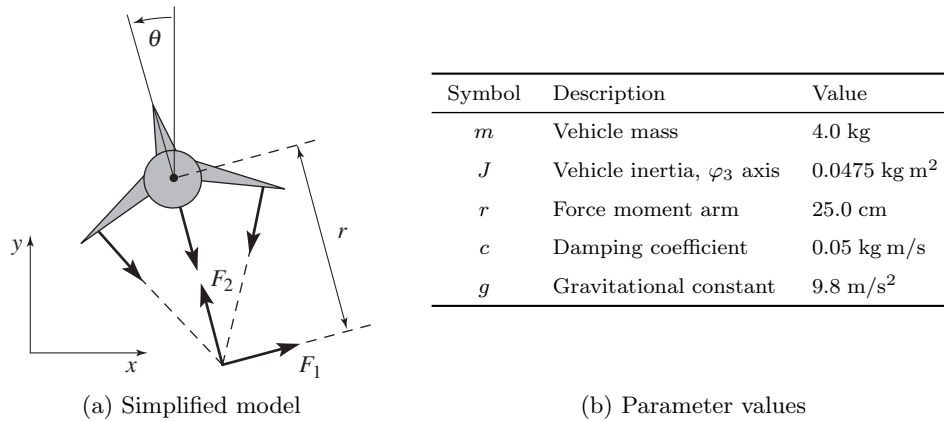 θ
r
y
F₂
x
F₁
(a) Simplified model
Symbol Description Value
m Vehicle mass 4.0 kg
J Vehicle inertia, φ₃ axis 0.0475 kg m²
r Force moment arm 25.0 cm
c Damping coefficient 0.05 kg m/s
g Gravitational constant 9.8 m/s²
(b) Parameter values